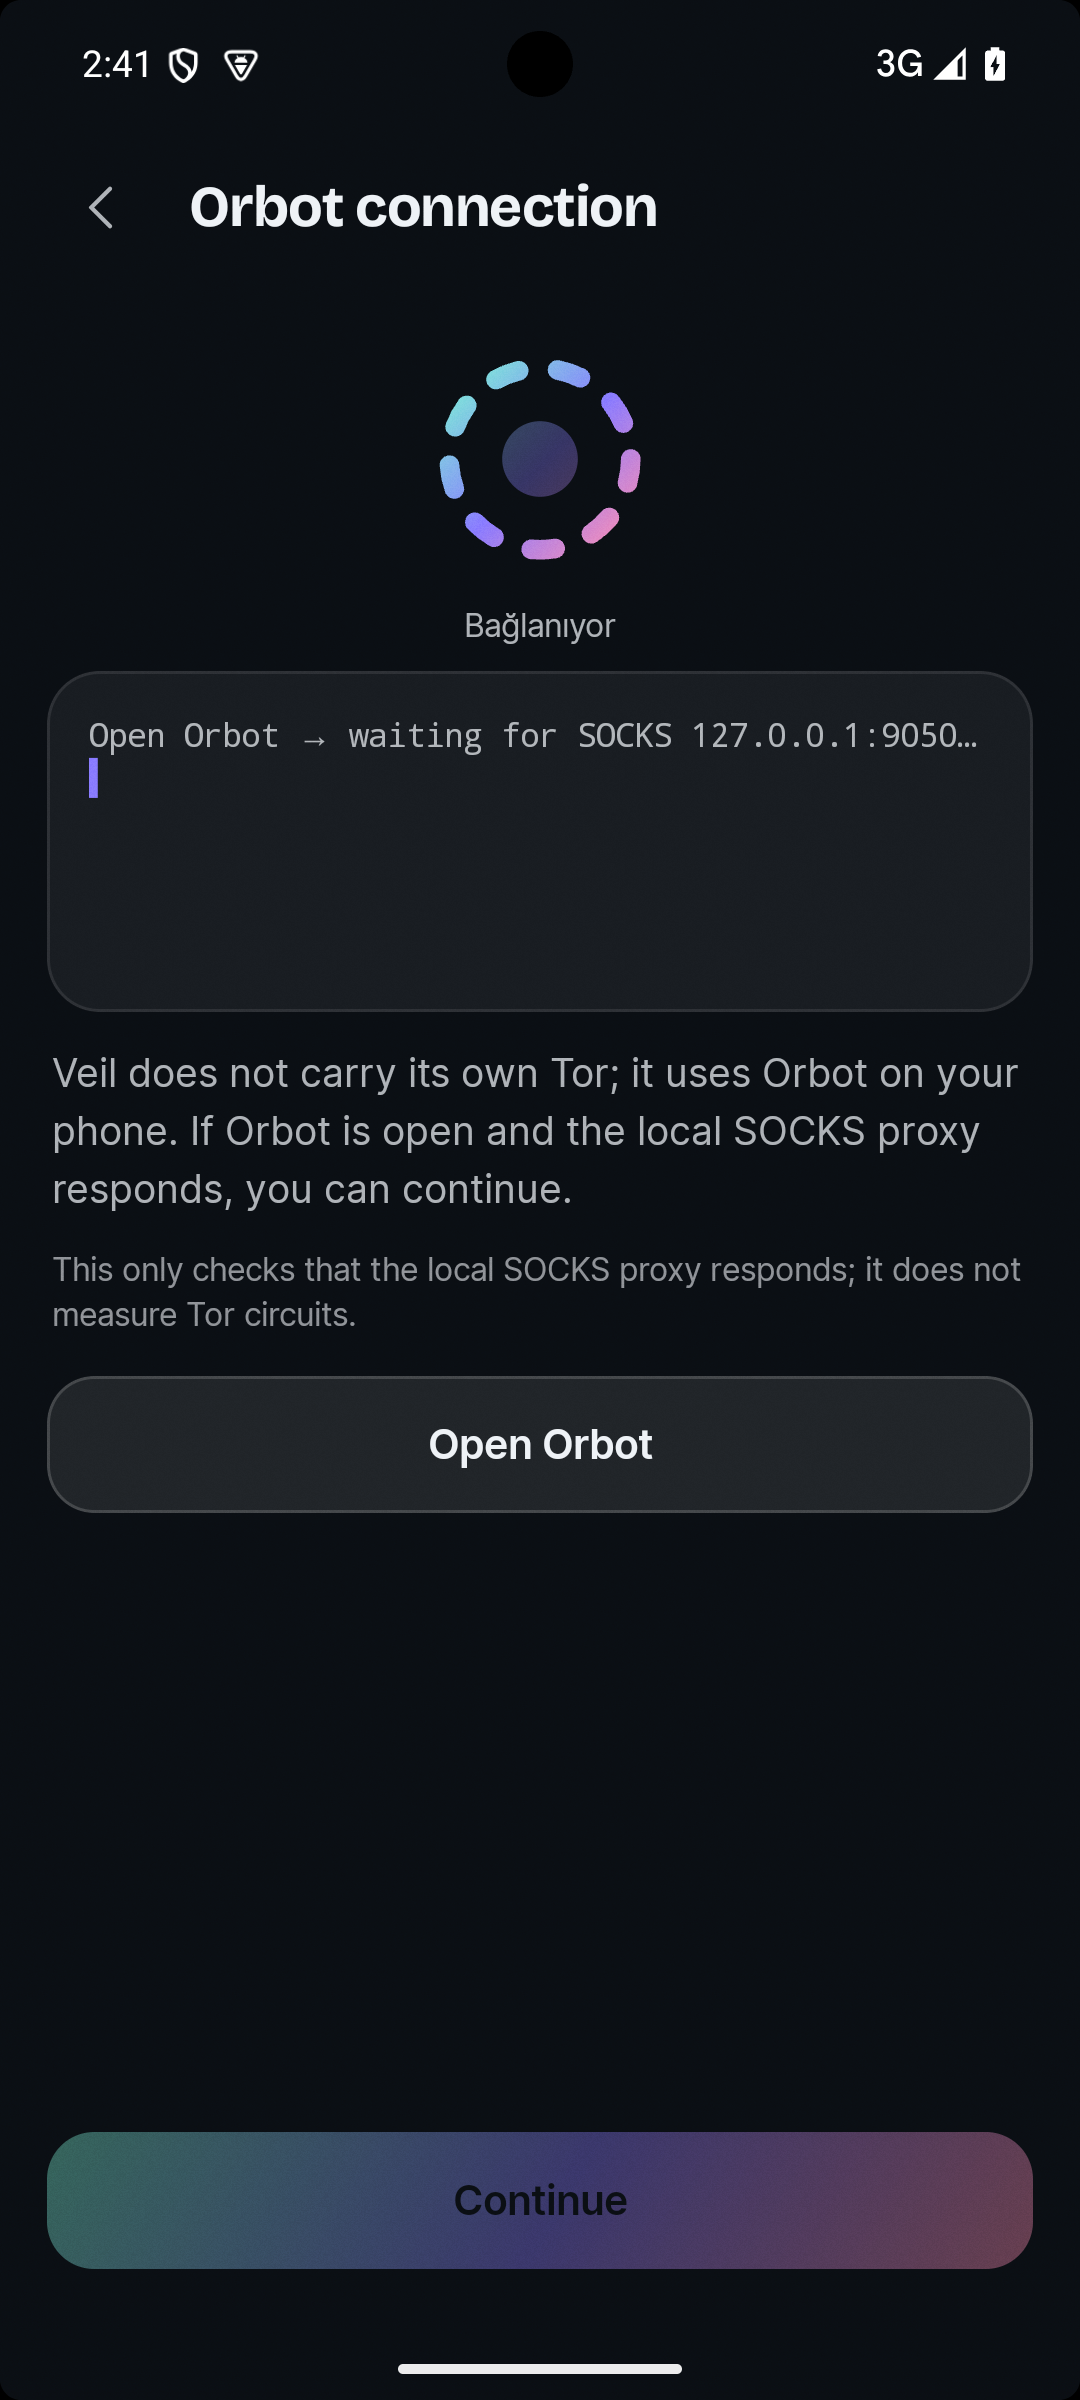 2:41
3G
Orbot connection
Bağlanıyor
Open Orbot → waiting for SOCKS 127.0.0.1:9050…
Veil does not carry its own Tor; it uses Orbot on your
phone. If Orbot is open and the local SOCKS proxy
responds, you can continue.
This only checks that the local SOCKS proxy responds; it does not
measure Tor circuits.
Open Orbot
Continue